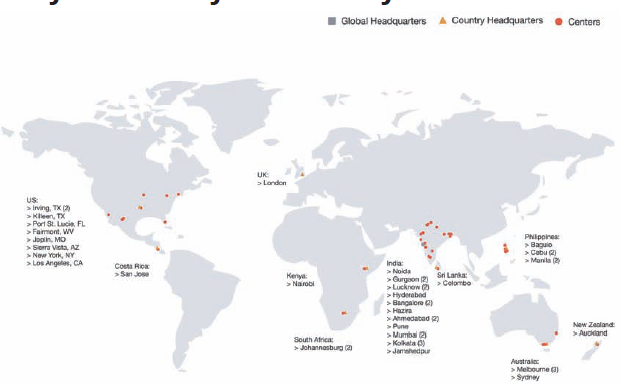 Global Headquarters
Country Headquarters
Centers
US:
> Irving, TX (2)
> Killeen, TX
> Port St. Lucie, FL
> Fairmont, WV
> Joplin, MO
> Sierra Vista, AZ
> New York, NY
> Los Angeles, CA
Costa Rica:
> San Jose
UK:
> London
Kenya:
> Nairobi
South Africa:
> Johannesburg (2)
India:
> Noida
> Gurgaon (2)
> Lucknow (2)
> Hyderabad
> Bangalore (2)
> Hazira
> Ahmedabad (2)
> Pune
> Mumbai (2)
> Kolkata (3)
> Jamshedpur
Sri Lanka:
> Colombo
Philippines:
> Baguio
> Cebu (2)
> Manila (2)
Australia:
> Melbourne (3)
> Sydney
New Zealand:
> Auckland